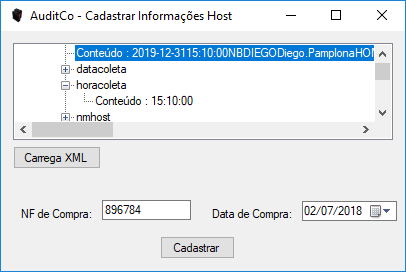 AuditCo - Cadastrar Informações Host
Conteúdo : 2019-12-3115:10:00NBDIEGODiego.PamplonaHON
datacoleta
horacoleta
Conteúdo : 15:10:00
nmhost
Carrega XML
NF de Compra: 896784 Data de Compra: 02/07/2018
Cadastrar